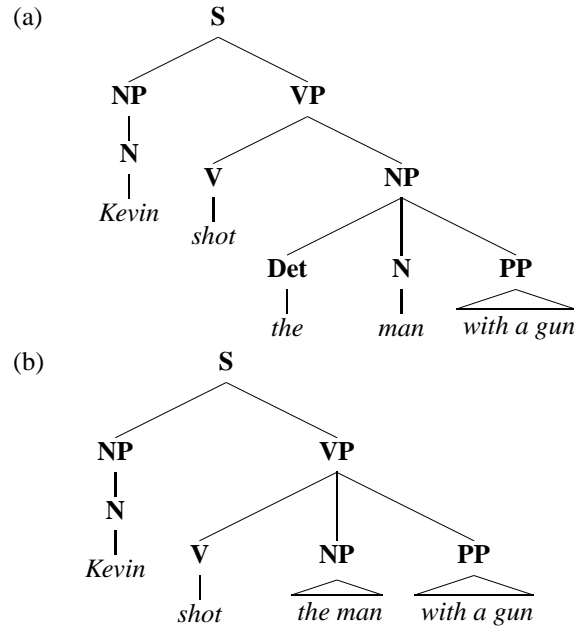 (a)
S
NP VP
N
V NP
Kevin
shot
Det N PP
the man with a gun
(b)
S
NP VP
N
V NP PP
Kevin
shot the man with a gun